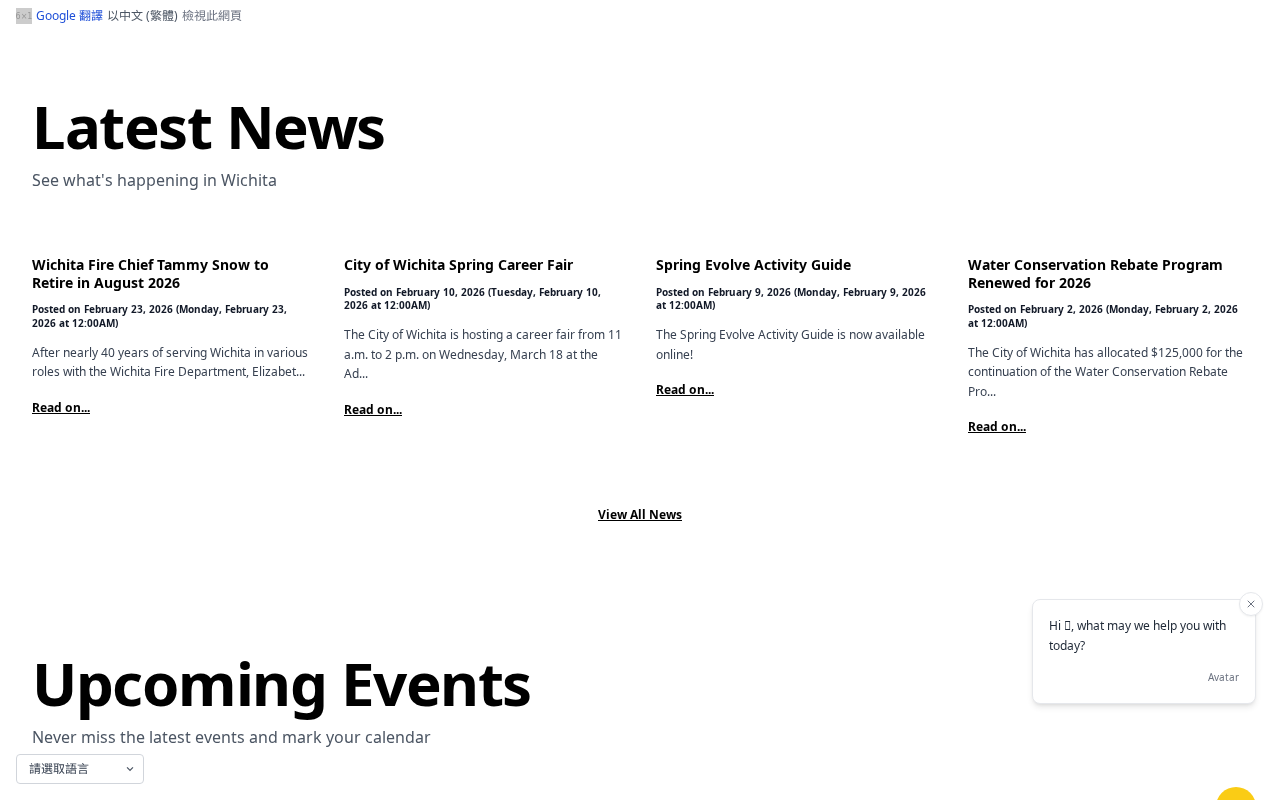 Google 翻譯 以中文 (繁體) 檢視此網頁
Latest News
See what's happening in Wichita
Wichita Fire Chief Tammy Snow to
Retire in August 2026
Posted on February 23, 2026 (Monday, February 23,
2026 at 12:00AM)
After nearly 40 years of serving Wichita in various
roles with the Wichita Fire Department, Elizabet...
Read on...
City of Wichita Spring Career Fair
Posted on February 10, 2026 (Tuesday, February 10,
2026 at 12:00AM)
The City of Wichita is hosting a career fair from 11
a.m. to 2 p.m. on Wednesday, March 18 at the
Ad...
Read on...
Spring Evolve Activity Guide
Posted on February 9, 2026 (Monday, February 9, 2026
at 12:00AM)
The Spring Evolve Activity Guide is now available
online!
Read on...
Water Conservation Rebate Program
Renewed for 2026
Posted on February 2, 2026 (Monday, February 2, 2026
at 12:00AM)
The City of Wichita has allocated $125,000 for the
continuation of the Water Conservation Rebate
Pro...
Read on...
View All News
Hi , what may we help you with
today?
Avatar
Upcoming Events
Never miss the latest events and mark your calendar
請選取語言